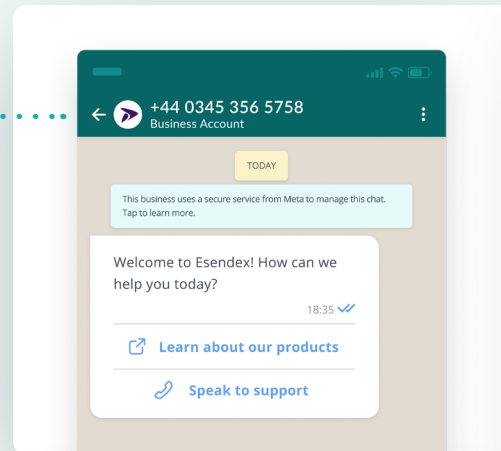 +44 0345 356 5758
Business Account
TODAY
This business uses a secure service from Meta to manage this chat.
Tap to learn more.
Welcome to Esendex! How can we
help you today?
18:35
Learn about our products
Speak to support